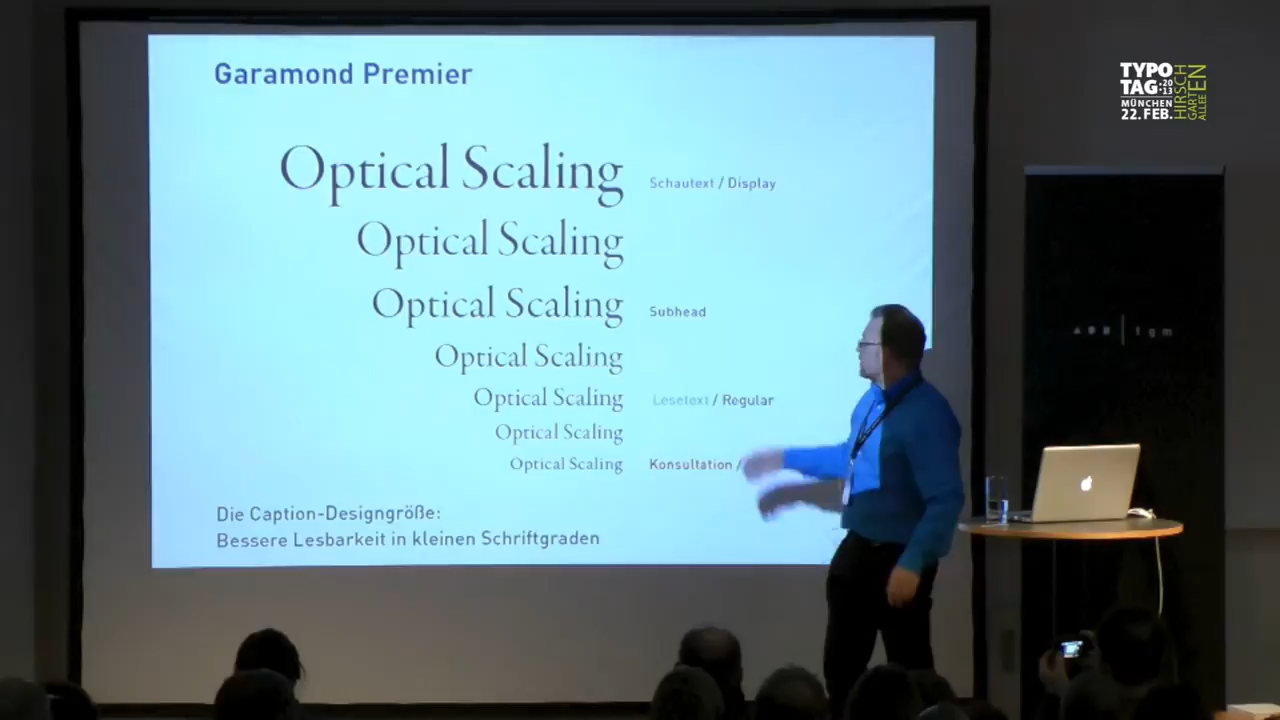 Garamond Premier
Optical Scaling Schautext / Display
Optical Scaling
Optical Scaling Subhead
Optical Scaling
Optical Scaling Lesetext / Regular
Optical Scaling
Optical Scaling Konsultation /
Die Caption-Designgröße:
Bessere Lesbarkeit in kleinen Schriftgraden
TYPO
TAG:2013
MÜNCHEN
22. FEB.
HIRSCH
GARTEN
ALLEE
tgm